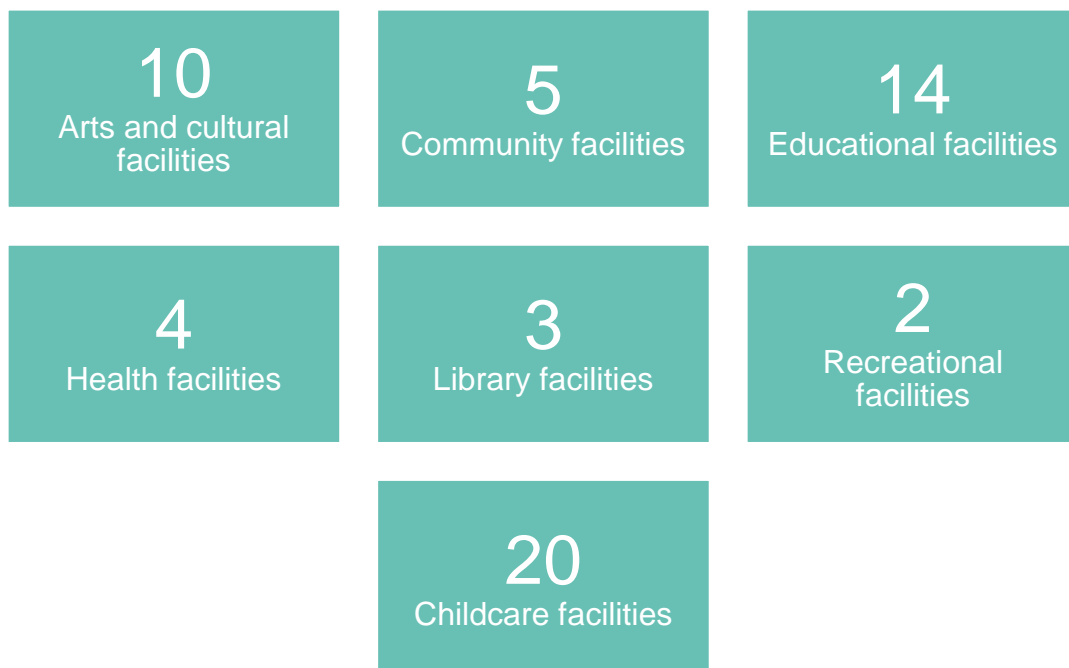 10
Arts and cultural
facilities
5
Community facilities
14
Educational facilities
4
Health facilities
3
Library facilities
2
Recreational
facilities
20
Childcare facilities